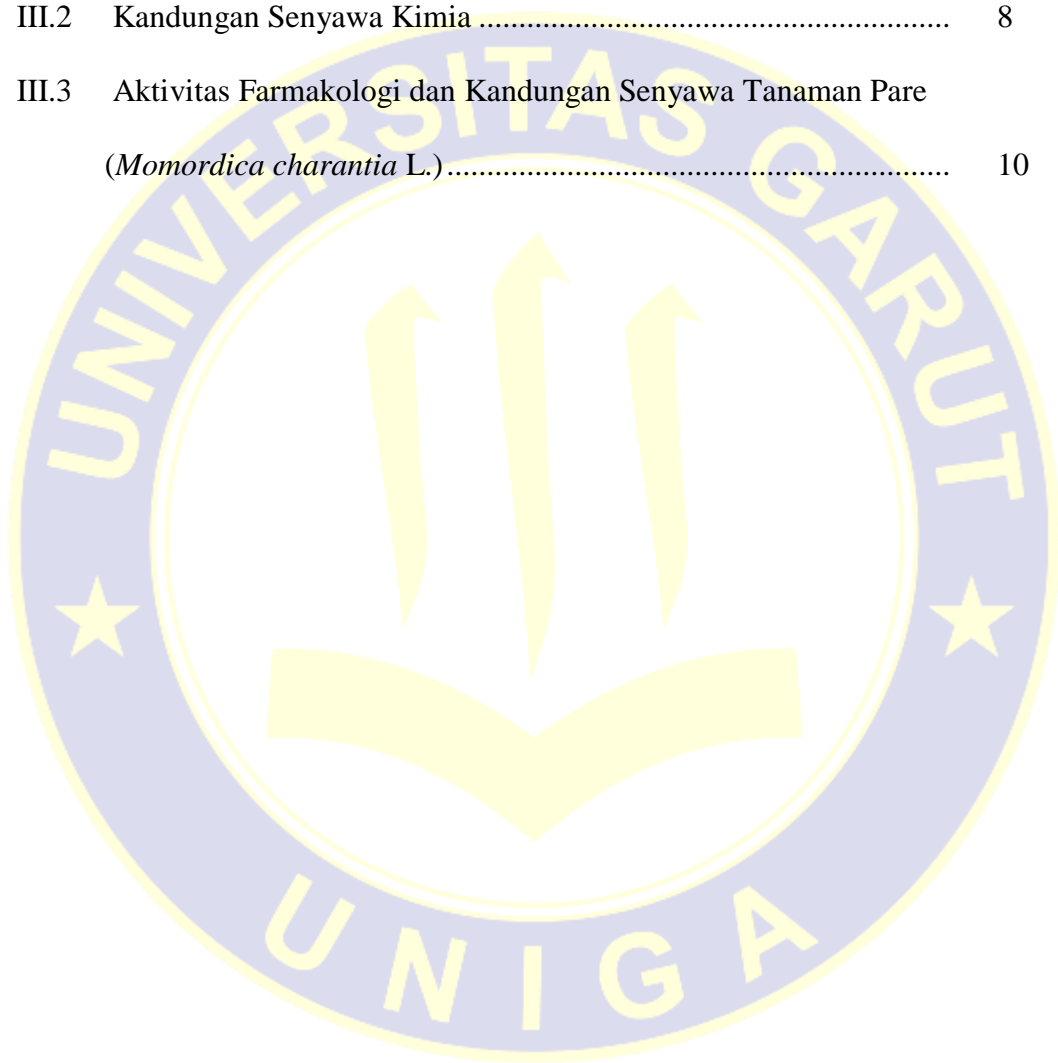 III.2 Kandungan Senyawa Kimia ........................................................... 8
III.3 Aktivitas Farmakologi dan Kandungan Senyawa Tanaman Pare
(Momordica charantia L.) ............................................................... 10
UNIVERSITAS GARUT
UNIGA